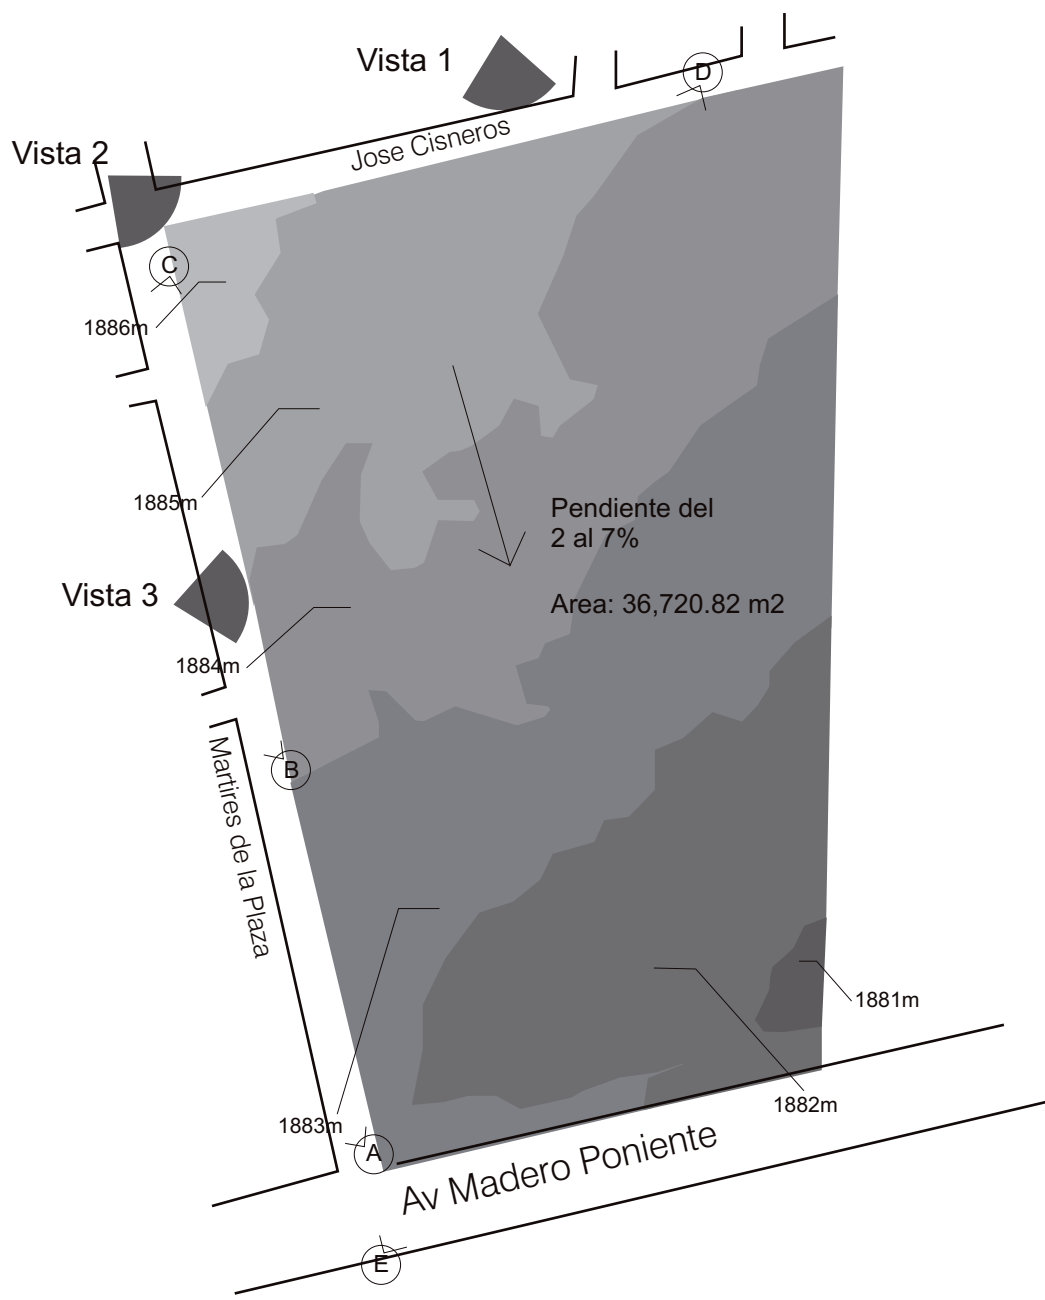 Vista 1
D
Jose Cisneros
Vista 2
C
1886m
1885m
Pendiente del
2 al 7%
Area: 36,720.82 m2
Vista 3
1884m
B
Martires de la Plaza
1881m
1882m
1883m
A
Av Madero Poniente
E